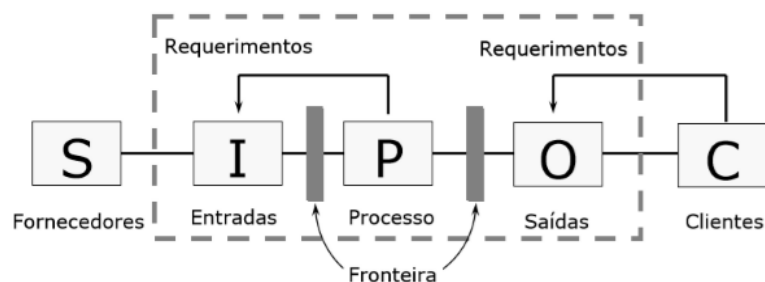 Requerimentos
Requerimentos
S
I
P
O
C
Fornecedores
Entradas
Processo
Saídas
Clientes
Fronteira